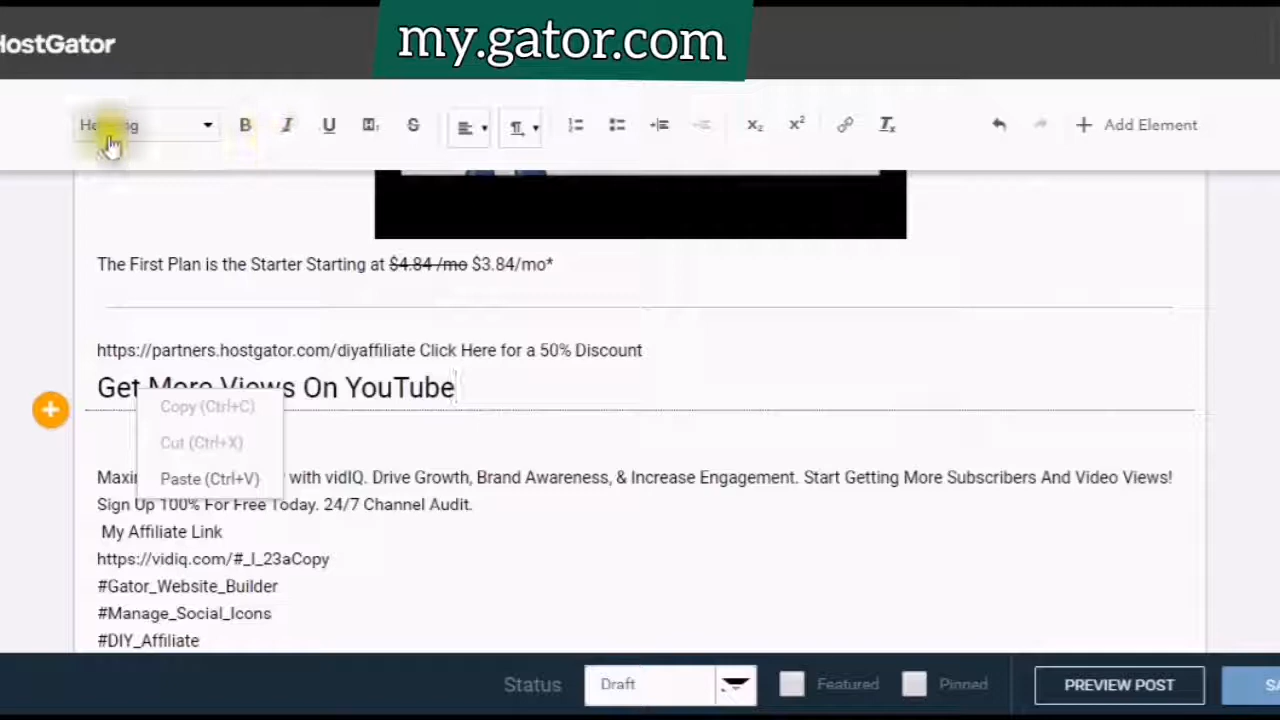 HostGator
my.gator.com
B I U S
x₂ x²
Add Element
The First Plan is the Starter Starting at $4.84 /mo $3.84/mo*
https://partners.hostgator.com/diyaffiliate Click Here for a 50% Discount
Get More Views On YouTube
Copy (Ctrl+C)
Cut (Ctrl+X)
Paste (Ctrl+V)
with vidIQ. Drive Growth, Brand Awareness, & Increase Engagement. Start Getting More Subscribers And Video Views!
Sign Up 100% For Free Today. 24/7 Channel Audit.
My Affiliate Link
https://vidiq.com/#_l_23aCopy
#Gator_Website_Builder
#Manage_Social_Icons
#DIY_Affiliate
Status Draft Featured Pinned PREVIEW POST